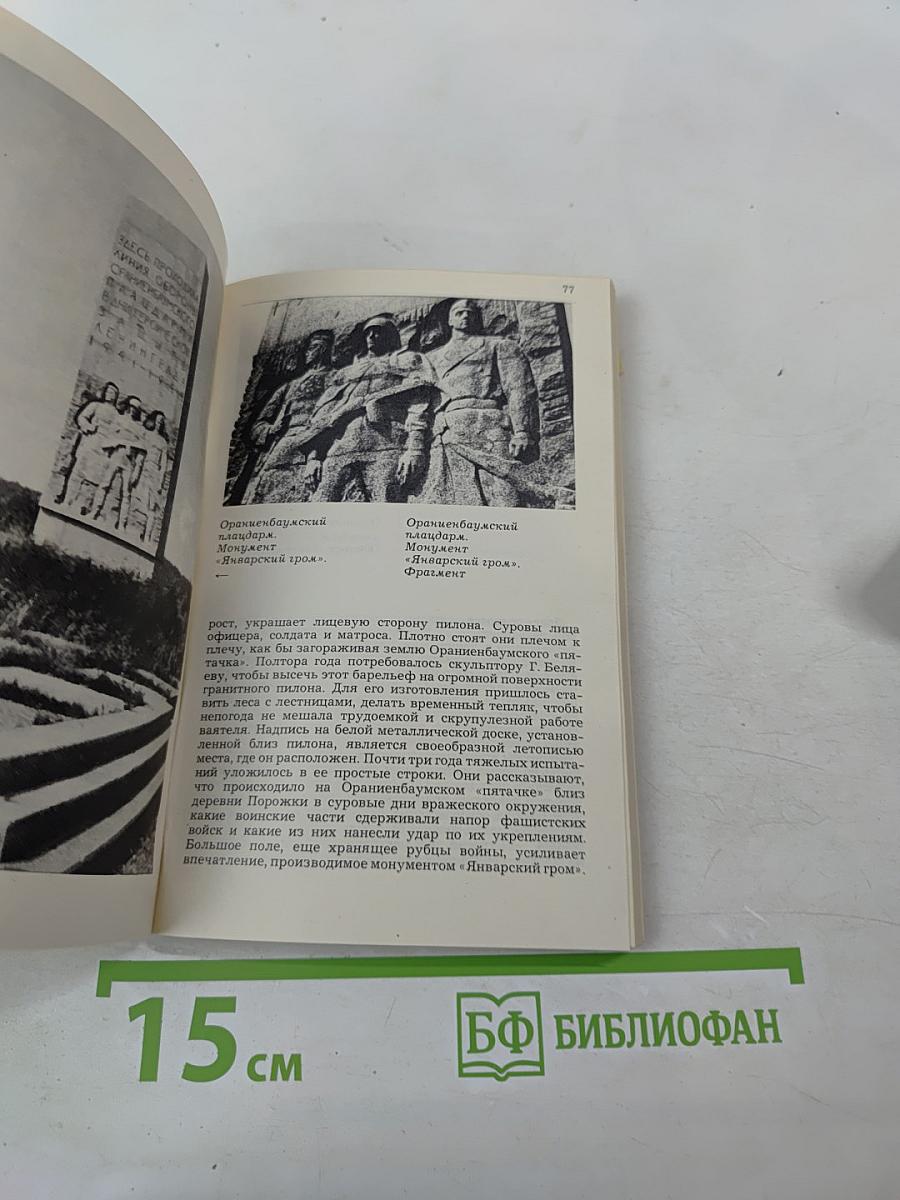 ЗДЕСЬ ПРОХОДИЛА
ЛИНИЯ ОБОРОНЫ
ОРАНИЕНБАУМСКОГО
ПЛАЦДАРМА
77
Ораниенбаумский
плацдарм.
Монумент
«Январский гром».
←
Ораниенбаумский
плацдарм.
Монумент
«Январский гром».
Фрагмент
рост, украшает лицевую сторону пилона. Суровы лица
офицера, солдата и матроса. Плотно стоят они плечом к
плечу, как бы загораживая землю Ораниенбаумского «пя-
тачка». Полтора года потребовалось скульптору Г. Беля-
еву, чтобы высечь этот барельеф на огромной поверхности
гранитного пилона. Для его изготовления пришлось ста-
вить леса с лестницами, делать временный тепляк, чтобы
непогода не мешала трудоемкой и скрупулезной работе
ваятеля. Надпись на белой металлической доске, установ-
ленной близ пилона, является своеобразной летописью
места, где он расположен. Почти три года тяжелых испыта-
ний уложилось в ее простые строки. Они рассказывают,
что происходило на Ораниенбаумском «пятачке» близ
деревни Порожки в суровые дни вражеского окружения,
какие воинские части сдерживали напор фашистских
войск и какие из них нанесли удар по их укреплениям.
Большое поле, еще хранящее рубцы войны, усиливает
впечатление, производимое монументом «Январский гром».
15 см
БФ БИБЛИОФАН